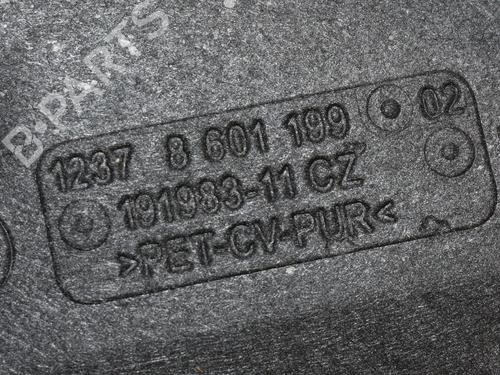 B-PARTS
1237 8 601 199 02
191983-11 CZ
>PET-CV-PUR<